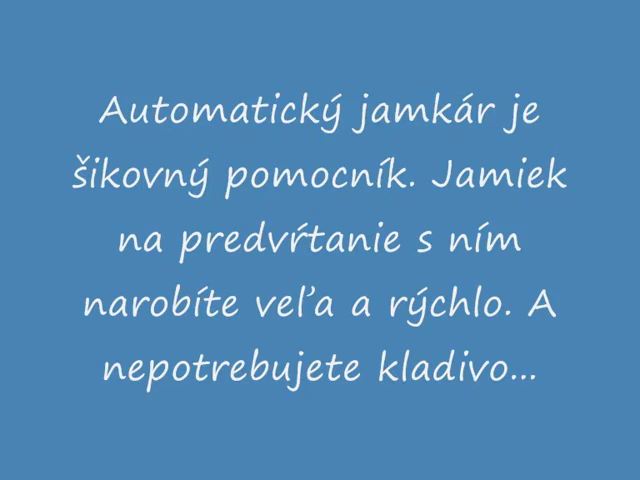 Automatický jamkár je
šikovný pomocník. Jamiek
na predvŕtanie s ním
narobíte veľa a rýchlo. A
nepotrebujete kladivo...